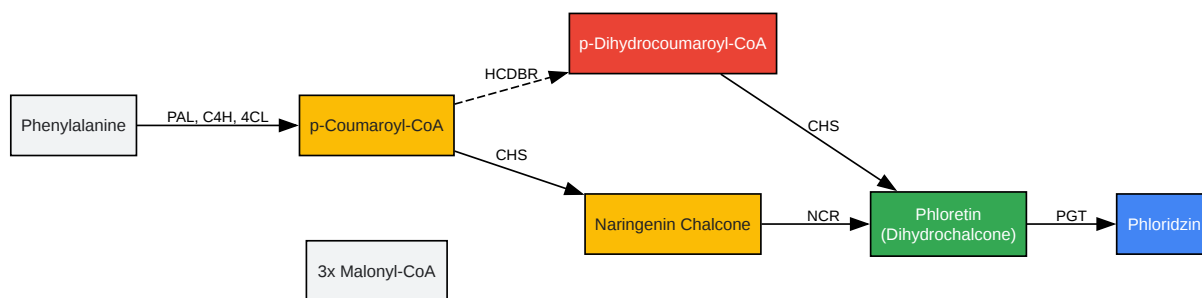 p-Dihydrocoumaroyl-CoA
HCDBR
Phenylalanine
PAL, C4H, 4CL
p-Coumaroyl-CoA
CHS
CHS
Naringenin Chalcone
NCR
Phloretin
(Dihydrochalcone)
PGT
Phloridzin
3x Malonyl-CoA